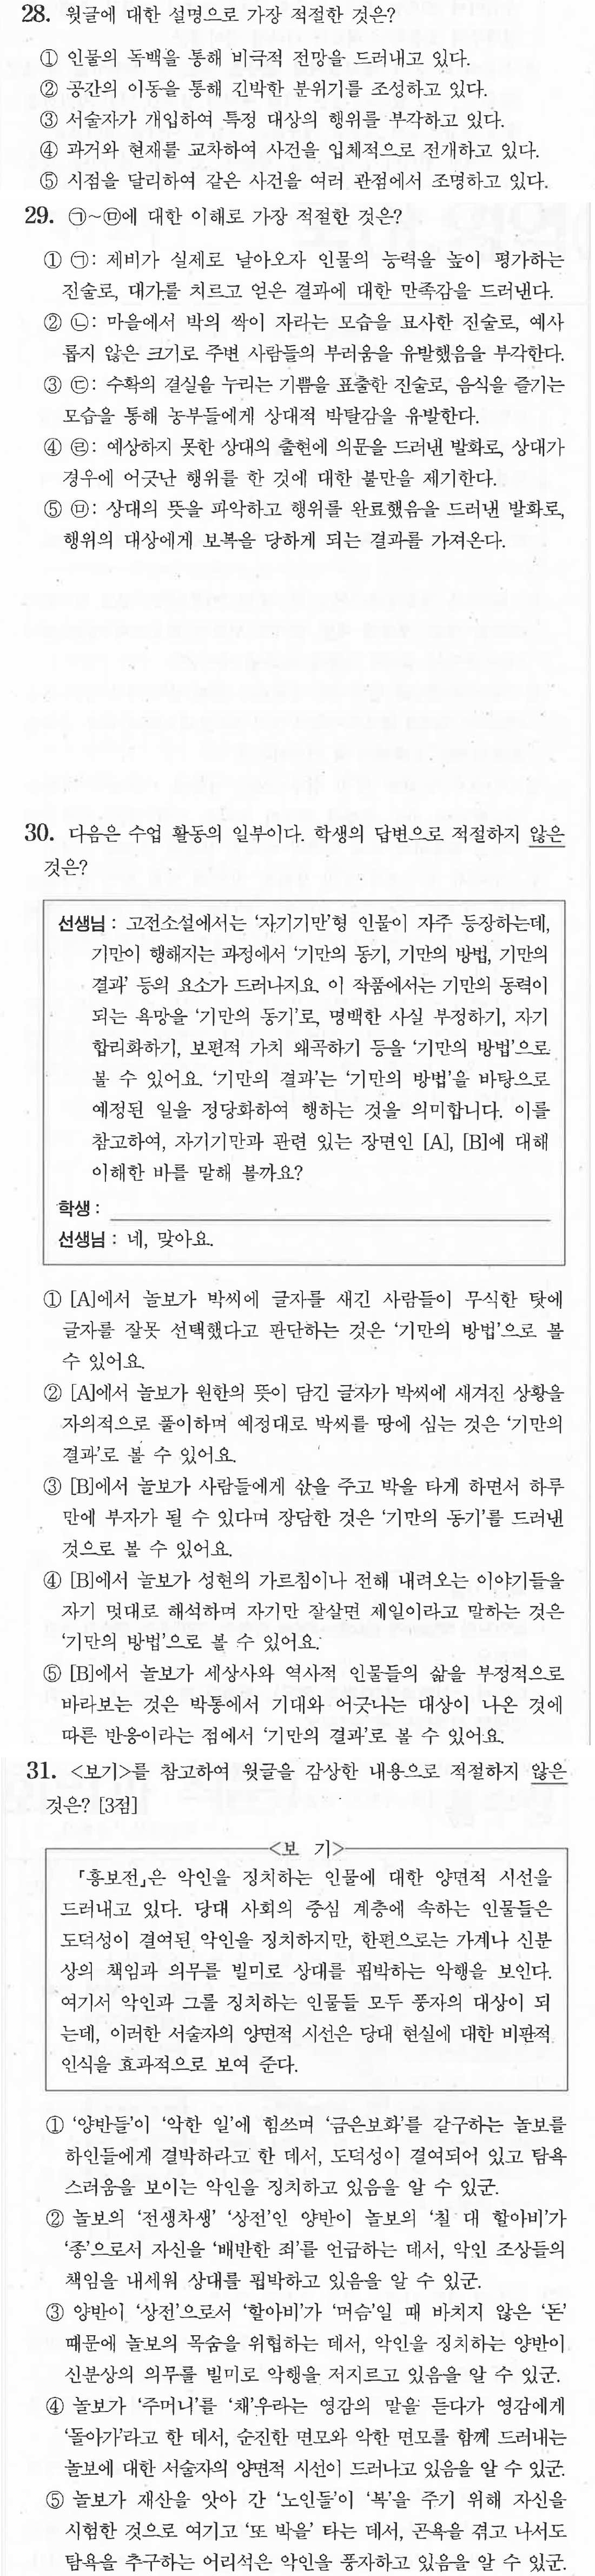 28. 윗글에 대한 설명으로 가장 적절한 것은?
① 인물의 독백을 통해 비극적 전망을 드러내고 있다.
② 공간의 이동을 통해 긴박한 분위기를 조성하고 있다.
③ 서술자가 개입하여 특정 대상의 행위를 부각하고 있다.
④ 과거와 현재를 교차하여 사건을 입체적으로 전개하고 있다.
⑤ 시점을 달리하여 같은 사건을 여러 관점에서 조명하고 있다.
29. ㉠~㉤에 대한 이해로 가장 적절한 것은?
① ㉠: 제비가 실제로 날아오자 인물의 능력을 높이 평가하는
진술로, 대가를 치르고 얻은 결과에 대한 만족감을 드러낸다.
② ㉡: 마을에서 박의 싹이 자라는 모습을 묘사한 진술로, 예사
롭지 않은 크기로 주변 사람들의 부러움을 유발했음을 부각한다.
③ ㉢: 수확의 결실을 누리는 기쁨을 표출한 진술로, 음식을 즐기는
모습을 통해 농부들에게 상대적 박탈감을 유발한다.
④ ㉣: 예상하지 못한 상대의 출현에 의문을 드러낸 발화로, 상대가
경우에 어긋난 행위를 한 것에 대한 불만을 제기한다.
⑤ ㉤: 상대의 뜻을 파악하고 행위를 완료했음을 드러낸 발화로,
행위의 대상에게 보복을 당하게 되는 결과를 가져온다.
30. 다음은 수업 활동의 일부이다. 학생의 답변으로 적절하지 않은
것은?
선생님 : 고전소설에서는 ‘자기기만’형 인물이 자주 등장하는데,
기만이 행해지는 과정에서 ‘기만의 동기, 기만의 방법, 기만의
결과’ 등의 요소가 드러나지요. 이 작품에서는 기만의 동력이
되는 욕망을 ‘기만의 동기’로, 명백한 사실 부정하기, 자기
합리화하기, 보편적 가치 왜곡하기 등을 ‘기만의 방법’으로
볼 수 있어요. ‘기만의 결과’는 ‘기만의 방법’을 바탕으로
예정된 일을 정당화하여 행하는 것을 의미합니다. 이를
참고하여, 자기기만과 관련 있는 장면인 [A], [B]에 대해
이해한 바를 말해 볼까요?
학생 :
선생님 : 네, 맞아요.
① [A]에서 놀보가 박씨에 글자를 새긴 사람들이 무식한 탓에
글자를 잘못 선택했다고 판단하는 것은 ‘기만의 방법’으로 볼
수 있어요.
② [A]에서 놀보가 원한의 뜻이 담긴 글자가 박씨에 새겨진 상황을
자의적으로 풀이하며 예정대로 박씨를 땅에 심는 것은 ‘기만의
결과’로 볼 수 있어요.
③ [B]에서 놀보가 사람들에게 삯을 주고 박을 타게 하면서 하루
만에 부자가 될 수 있다며 장담한 것은 ‘기만의 동기’를 드러낸
것으로 볼 수 있어요.
④ [B]에서 놀보가 성현의 가르침이나 전해 내려오는 이야기들을
자기 멋대로 해석하며 자기만 잘살면 제일이라고 말하는 것은
‘기만의 방법’으로 볼 수 있어요.
⑤ [B]에서 놀보가 세상사와 역사적 인물들의 삶을 부정적으로
바라보는 것은 박통에서 기대와 어긋나는 대상이 나온 것에
따른 반응이라는 점에서 ‘기만의 결과’로 볼 수 있어요.
31. <보기>를 참고하여 윗글을 감상한 내용으로 적절하지 않은
것은? [3점]
<보 기>
「흥보전」은 악인을 징치하는 인물에 대한 양면적 시선을
드러내고 있다. 당대 사회의 중심 계층에 속하는 인물들은
도덕성이 결여된 악인을 징치하지만, 한편으로는 가계나 신분
상의 책임과 의무를 빌미로 상대를 핍박하는 악행을 보인다.
여기서 악인과 그를 징치하는 인물들 모두 풍자의 대상이 되
는데, 이러한 서술자의 양면적 시선은 당대 현실에 대한 비판적
인식을 효과적으로 보여 준다.
① ‘양반들’이 ‘악한 일’에 힘쓰며 ‘금은보화’를 갈구하는 놀보를
하인들에게 결박하라고 한 데서, 도덕성이 결여되어 있고 탐욕
스러움을 보이는 악인을 징치하고 있음을 알 수 있군.
② 놀보의 ‘전생차생’ ‘상전’인 양반이 놀보의 ‘칠 대 할아비’가
‘종’으로서 자신을 ‘배반한 죄’를 언급하는 데서, 악인 조상들의
책임을 내세워 상대를 핍박하고 있음을 알 수 있군.
③ 양반이 ‘상전’으로서 ‘할아비’가 ‘머슴’일 때 바치지 않은 ‘돈’
때문에 놀보의 목숨을 위협하는 데서, 악인을 징치하는 양반이
신분상의 의무를 빌미로 악행을 저지르고 있음을 알 수 있군.
④ 놀보가 ‘주머니’를 ‘채’우라는 영감의 말을 듣다가 영감에게
‘돌아기’라고 한 데서, 순진한 면모와 악한 면모를 함께 드러내는
놀보에 대한 서술자의 양면적 시선이 드러나고 있음을 알 수 있군.
⑤ 놀보가 재산을 앗아 간 ‘노인들’이 ‘복’을 주기 위해 자신을
시험한 것으로 여기고 ‘또 박을’ 타는 데서, 곤욕을 겪고 나서도
탐욕을 추구하는 어리석은 악인을 풍자하고 있음을 알 수 있군.